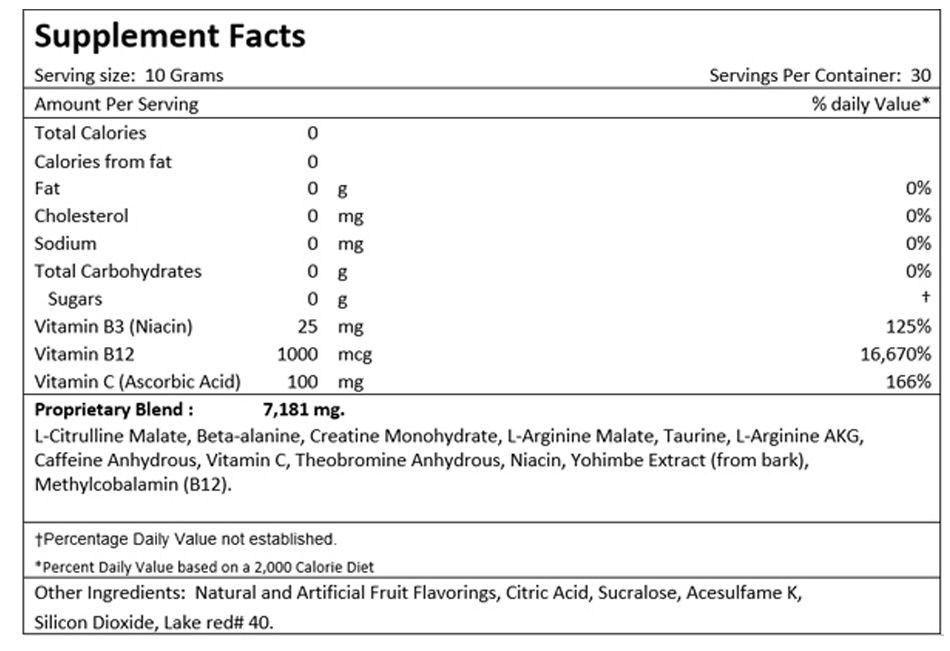 Supplement Facts
Serving size: 10 Grams Servings Per Container: 30
Amount Per Serving % daily Value*
Total Calories 0
Calories from fat 0
Fat 0 g 0%
Cholesterol 0 mg 0%
Sodium 0 mg 0%
Total Carbohydrates 0 g 0%
Sugars 0 g †
Vitamin B3 (Niacin) 25 mg 125%
Vitamin B12 1000 mcg 16,670%
Vitamin C (Ascorbic Acid) 100 mg 166%
Proprietary Blend : 7,181 mg.
L-Citrulline Malate, Beta-alanine, Creatine Monohydrate, L-Arginine Malate, Taurine, L-Arginine AKG,
Caffeine Anhydrous, Vitamin C, Theobromine Anhydrous, Niacin, Yohimbe Extract (from bark),
Methylcobalamin (B12).
†Percentage Daily Value not established.
*Percent Daily Value based on a 2,000 Calorie Diet
Other Ingredients: Natural and Artificial Fruit Flavorings, Citric Acid, Sucralose, Acesulfame K,
Silicon Dioxide, Lake red# 40.